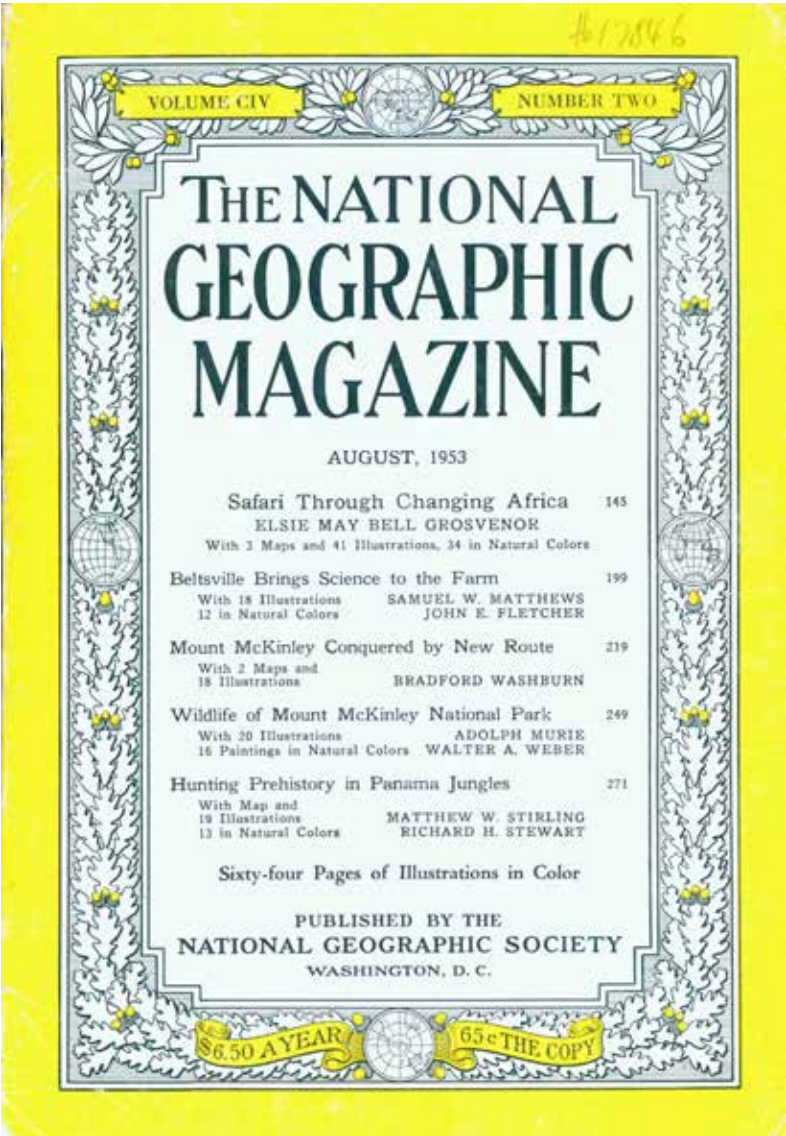 #17846
VOLUME CIV NUMBER TWO
THE NATIONAL
GEOGRAPHIC
MAGAZINE
AUGUST, 1953
Safari Through Changing Africa 145
ELSIE MAY BELL GROSVENOR
With 3 Maps and 41 Illustrations, 34 in Natural Colors
Beltsville Brings Science to the Farm 199
With 18 Illustrations SAMUEL W. MATTHEWS
12 in Natural Colors JOHN E. FLETCHER
Mount McKinley Conquered by New Route 219
With 2 Maps and
18 Illustrations BRADFORD WASHBURN
Wildlife of Mount McKinley National Park 249
With 20 Illustrations ADOLPH MURIE
16 Paintings in Natural Colors WALTER A. WEBER
Hunting Prehistory in Panama Jungles 271
With Map and
19 Illustrations MATTHEW W. STIRLING
13 in Natural Colors RICHARD H. STEWART
Sixty-four Pages of Illustrations in Color
PUBLISHED BY THE
NATIONAL GEOGRAPHIC SOCIETY
WASHINGTON, D. C.
$6.50 A YEAR 65c THE COPY